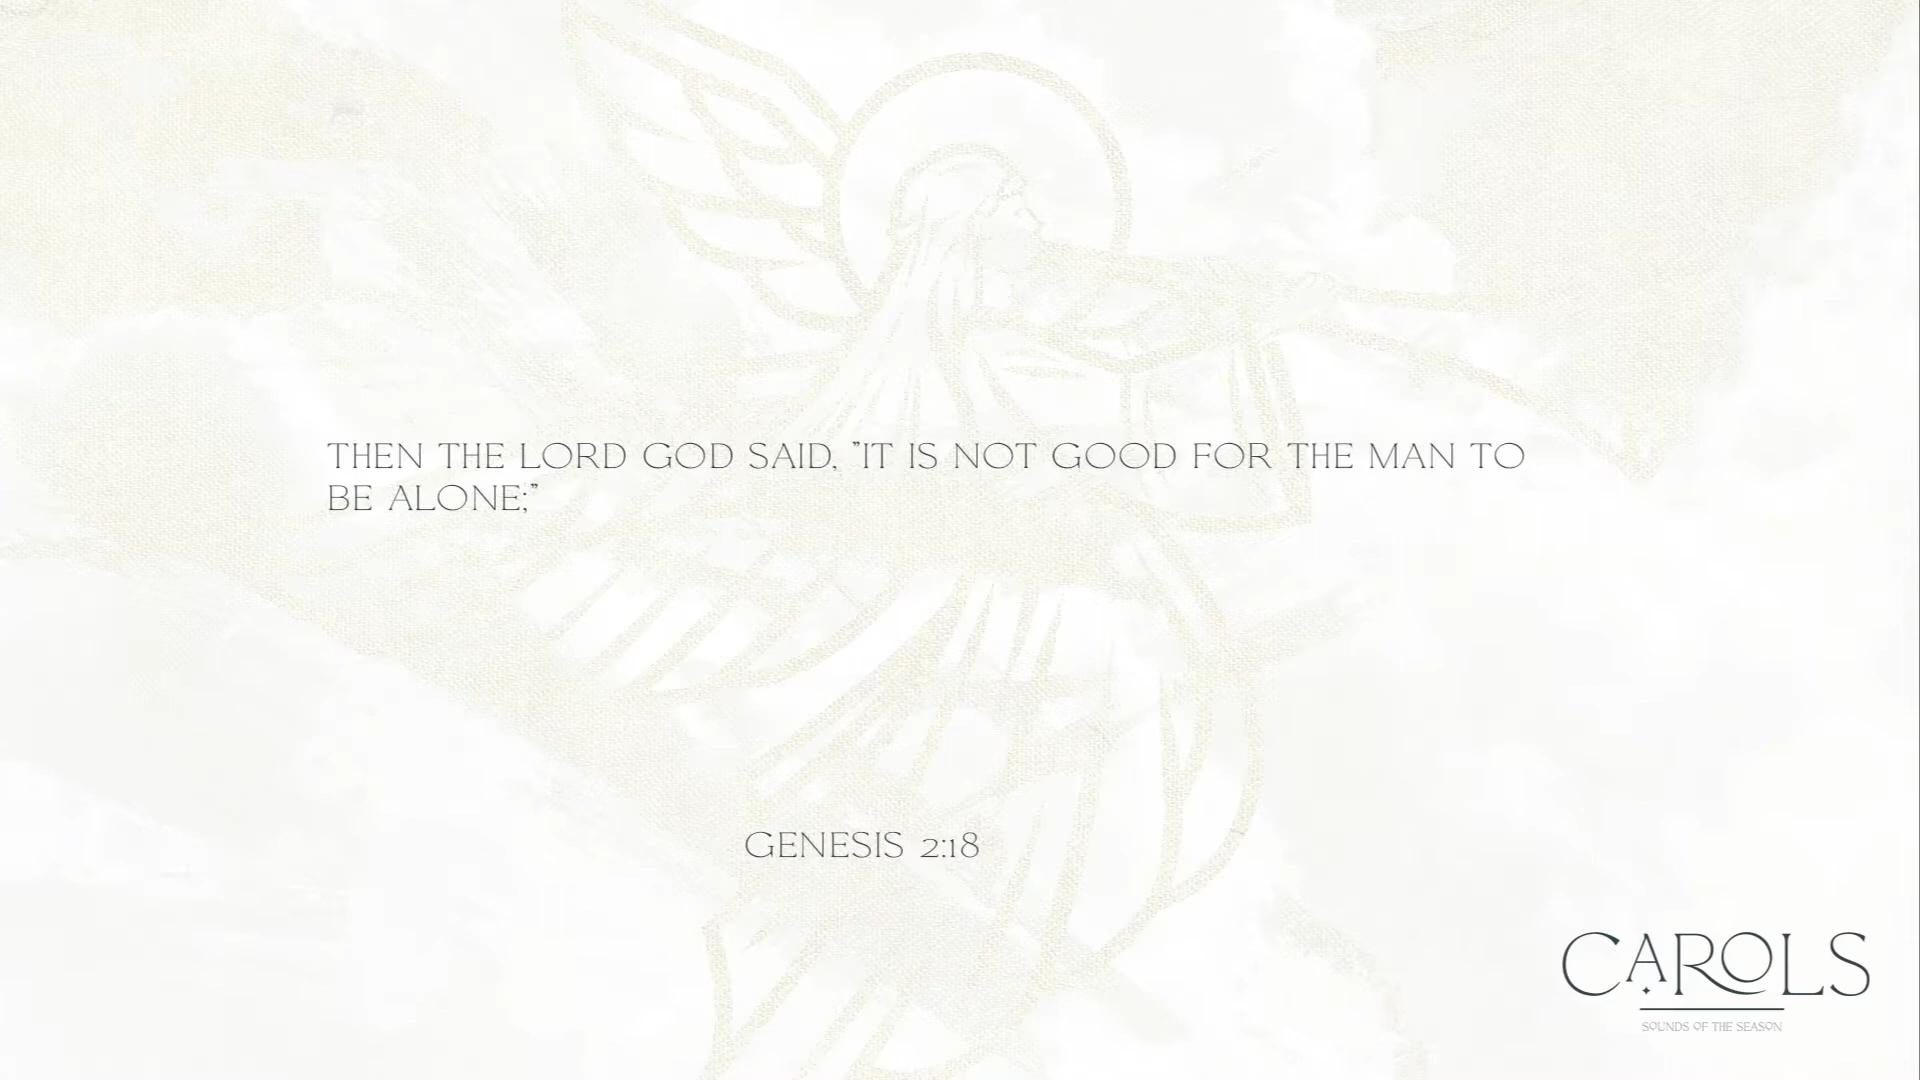 THEN THE LORD GOD SAID, "IT IS NOT GOOD FOR THE MAN TO
BE ALONE;"
GENESIS 2:18
CAROLS
SOUNDS OF THE SEASON